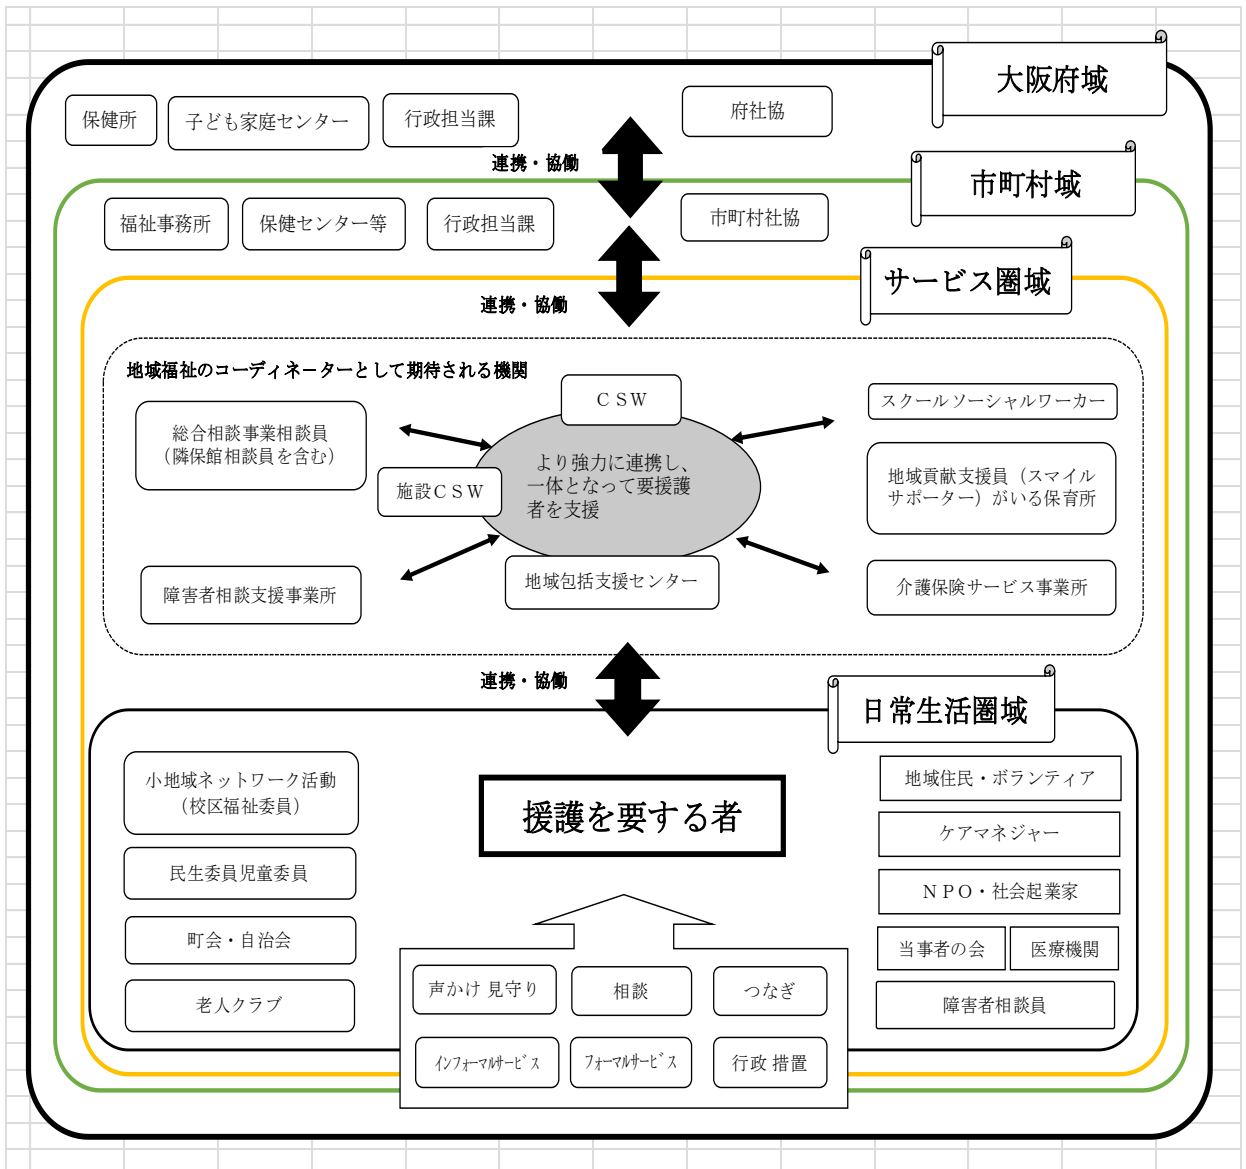 大阪府域
保健所
子ども家庭センター
行政担当課
府社協
連携・協働
市町村域
福祉事務所
保健センター等
行政担当課
市町村社協
サービス圏域
連携・協働
地域福祉のコーディネーターとして期待される機関
ＣＳＷ
スクールソーシャルワーカー
総合相談事業相談員
（隣保館相談員を含む）
より強力に連携し、
一体となって要援護
者を支援
施設ＣＳＷ
地域貢献支援員（スマイル
サポーター）がいる保育所
障害者相談支援事業所
地域包括支援センター
介護保険サービス事業所
連携・協働
日常生活圏域
小地域ネットワーク活動
（校区福祉委員）
民生委員児童委員
町会・自治会
老人クラブ
援護を要する者
地域住民・ボランティア
ケアマネジャー
ＮＰＯ・社会起業家
当事者の会
医療機関
障害者相談員
声かけ 見守り
相談
つなぎ
ｲﾝﾌｫｰﾏﾙｻｰﾋﾞｽ
ﾌｫｰﾏﾙｻｰﾋﾞｽ
行政 措置